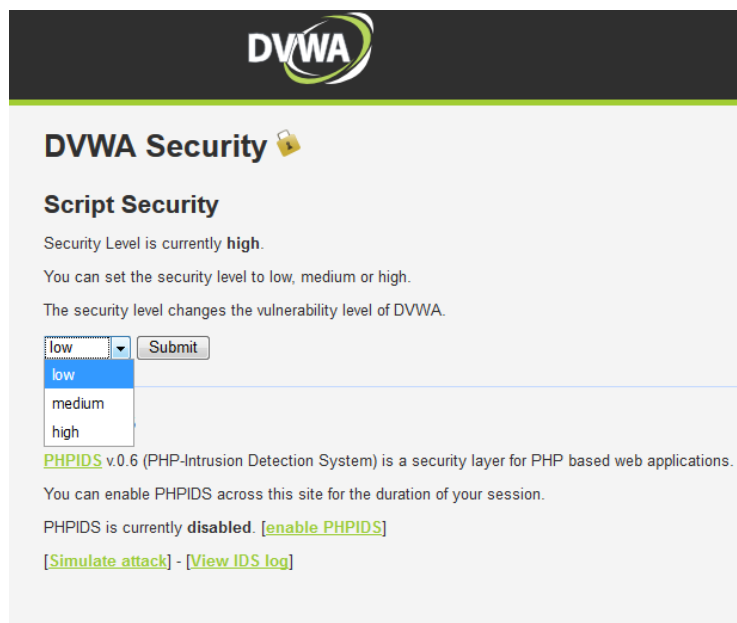 DVWA
DVWA Security
Script Security
Security Level is currently high.
You can set the security level to low, medium or high.
The security level changes the vulnerability level of DVWA.
low Submit
low
medium
high
PHPIDS v.0.6 (PHP-Intrusion Detection System) is a security layer for PHP based web applications.
You can enable PHPIDS across this site for the duration of your session.
PHPIDS is currently disabled. [enable PHPIDS]
[Simulate attack] - [View IDS log]